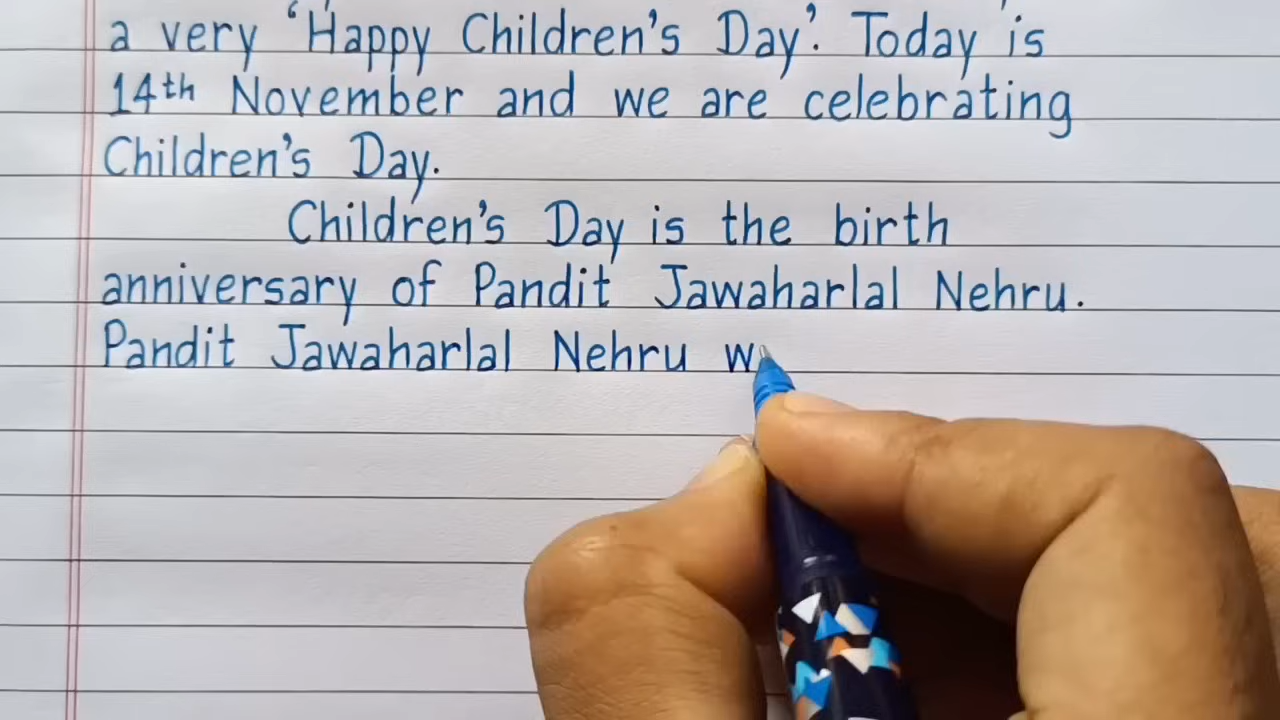 a very ‘Happy Children's Day’. Today is
14th November and we are celebrating
Children's Day.
Children's Day is the birth
anniversary of Pandit Jawaharlal Nehru.
Pandit Jawaharlal Nehru w